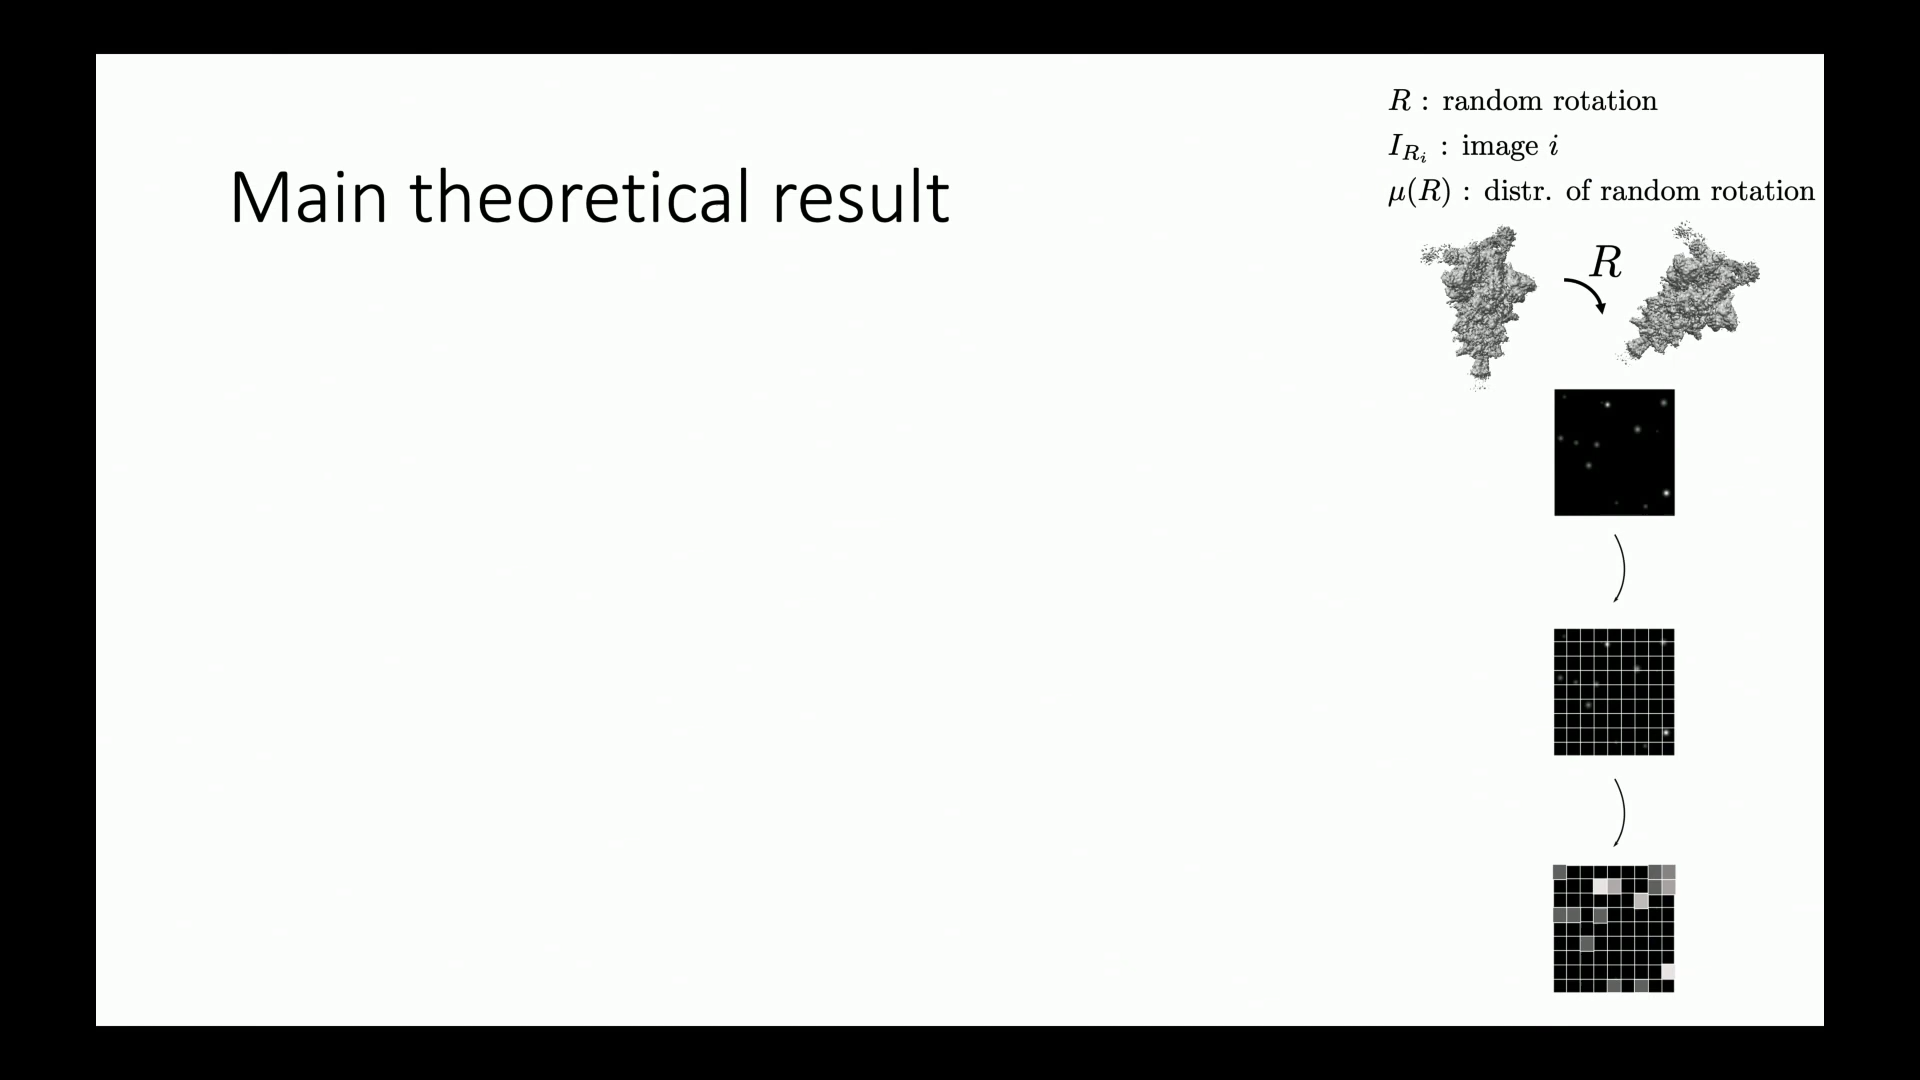 Main theoretical result
R : random rotation
I_{R_i} : image i
μ(R) : distr. of random rotation
R